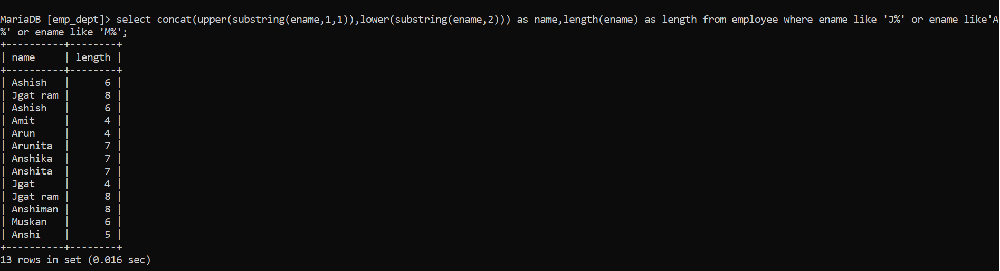 MariaDB [emp_dept]> select concat(upper(substring(ename,1,1)),lower(substring(ename,2))) as name,length(ename) as length from employee where ename like 'J%' or ename like'A
%' or ename like 'M%';
+----------+--------+
| name     | length |
+----------+--------+
| Ashish   |      6 |
| Jgat ram |      8 |
| Ashish   |      6 |
| Amit     |      4 |
| Arun     |      4 |
| Arunita  |      7 |
| Anshika  |      7 |
| Anshita  |      7 |
| Jgat     |      4 |
| Jgat ram |      8 |
| Anshiman |      8 |
| Muskan   |      6 |
| Anshi    |      5 |
+----------+--------+
13 rows in set (0.016 sec)